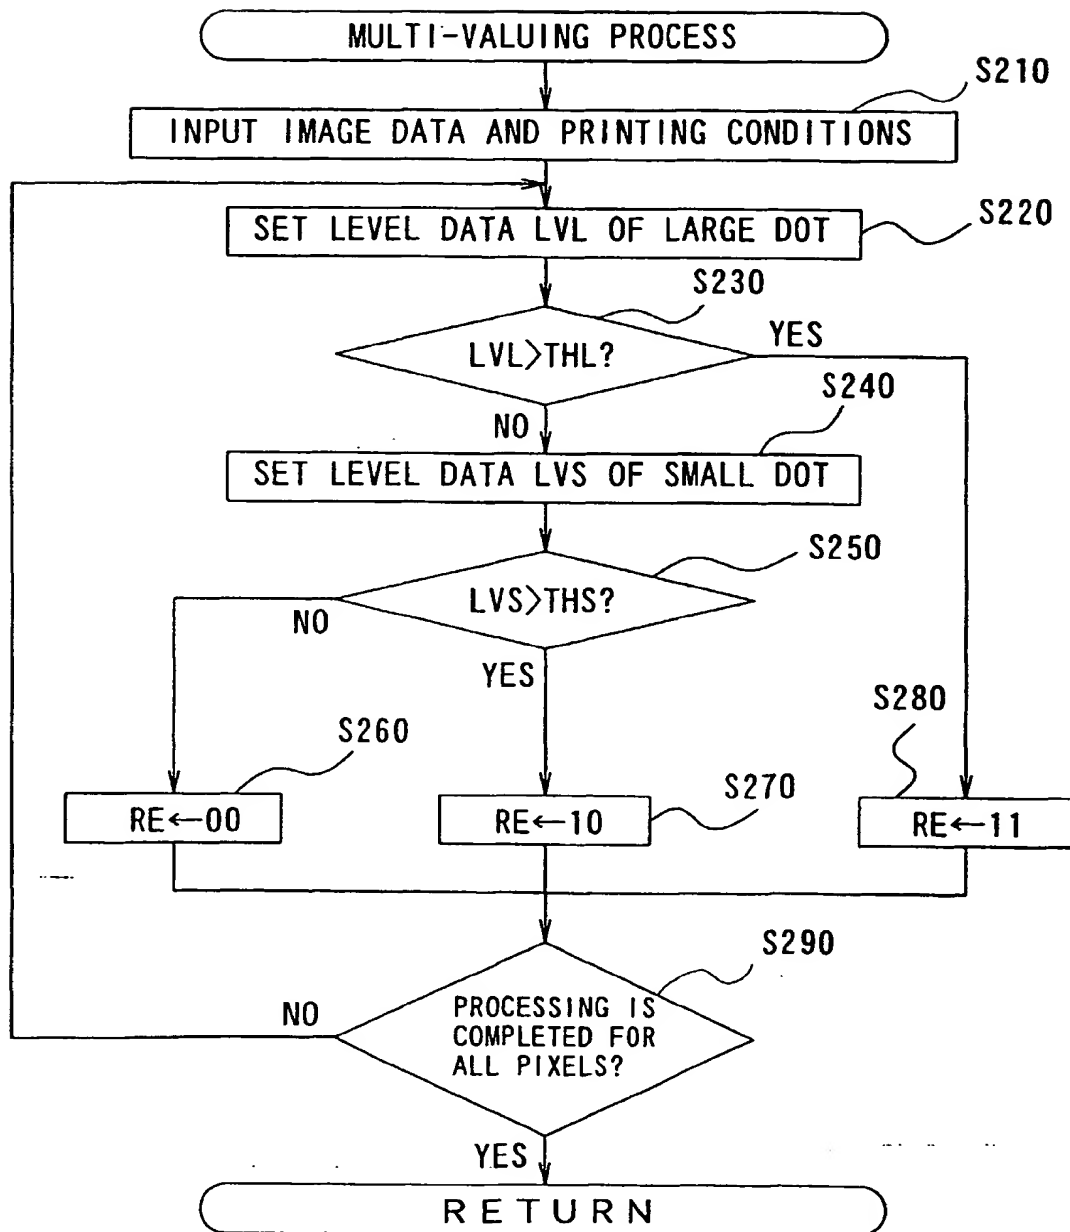 MULTI-VALUING PROCESS
S210
INPUT IMAGE DATA AND PRINTING CONDITIONS
SET LEVEL DATA LVL OF LARGE DOT
S220
S230
LVL>THL?
YES
NO
S240
SET LEVEL DATA LVS OF SMALL DOT
S250
LVS>THS?
NO
YES
S260
S270
S280
RE←00
RE←10
RE←11
S290
PROCESSING IS
COMPLETED FOR
ALL PIXELS?
NO
YES
RETURN